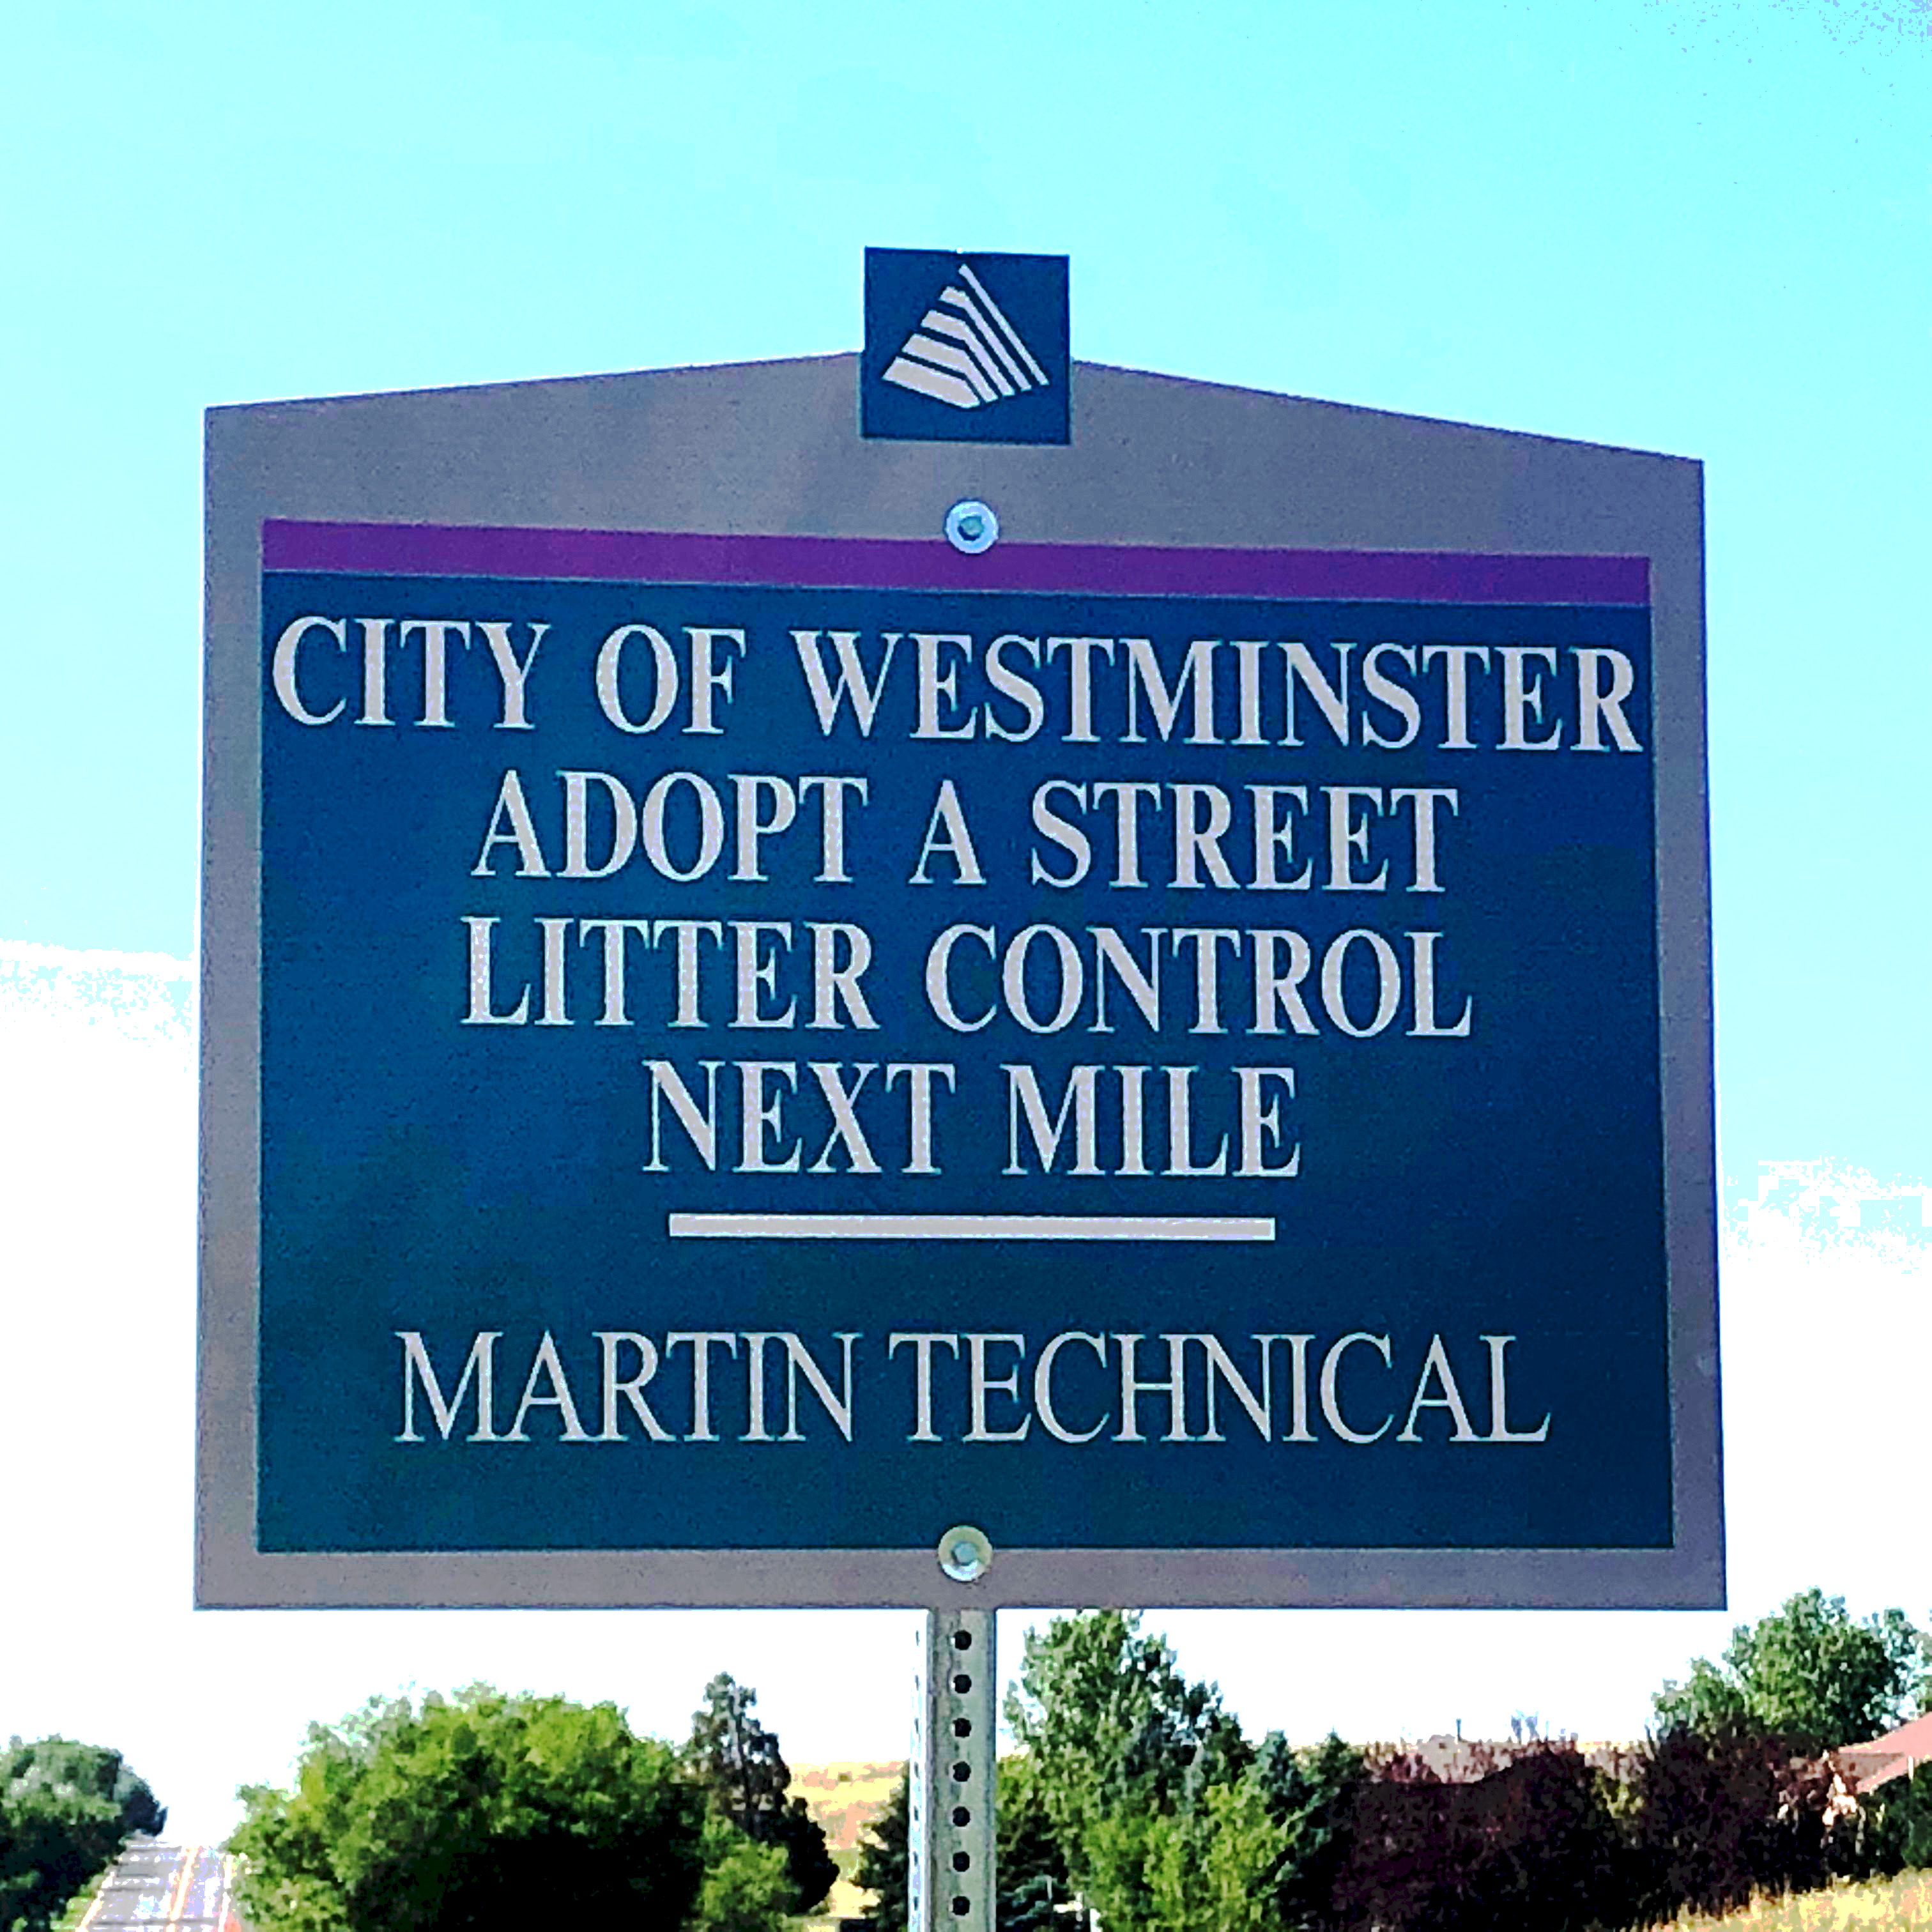 CITY OF WESTMINSTER
ADOPT A STREET
LITTER CONTROL
NEXT MILE
MARTIN TECHNICAL